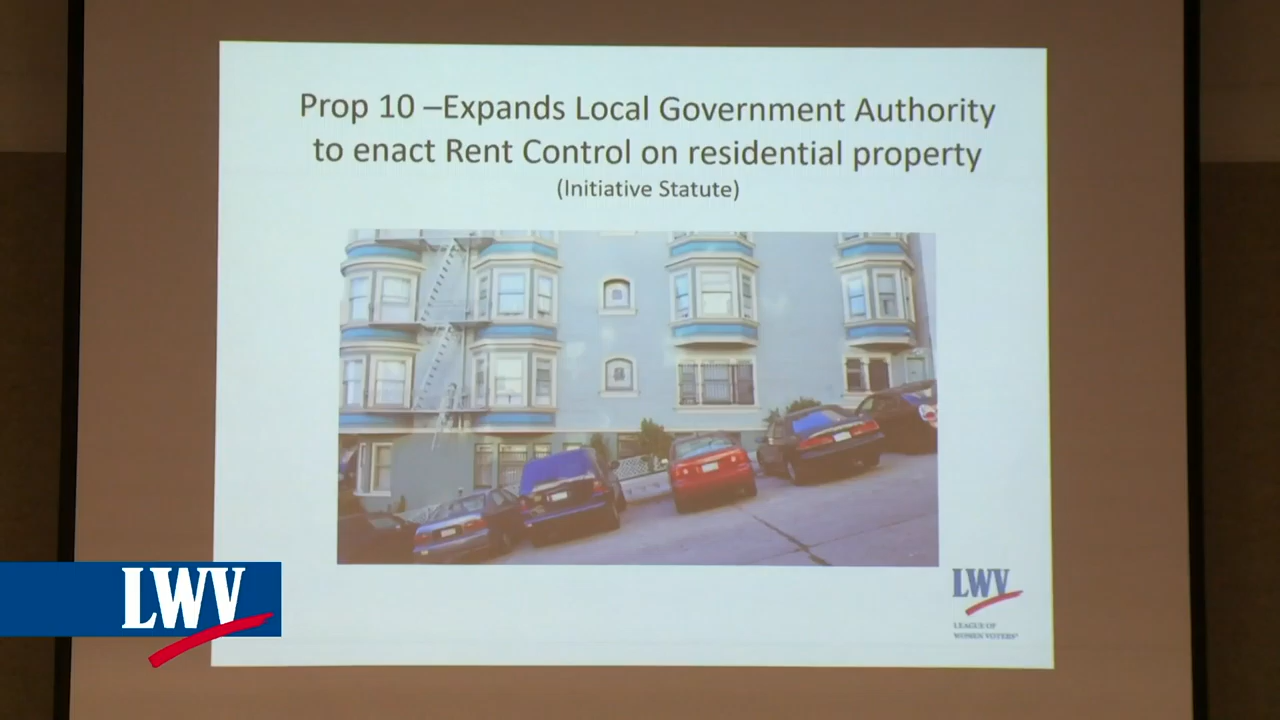 Prop 10 –Expands Local Government Authority
to enact Rent Control on residential property
(Initiative Statute)
LWV
LEAGUE OF
WOMEN VOTERS®
LWV